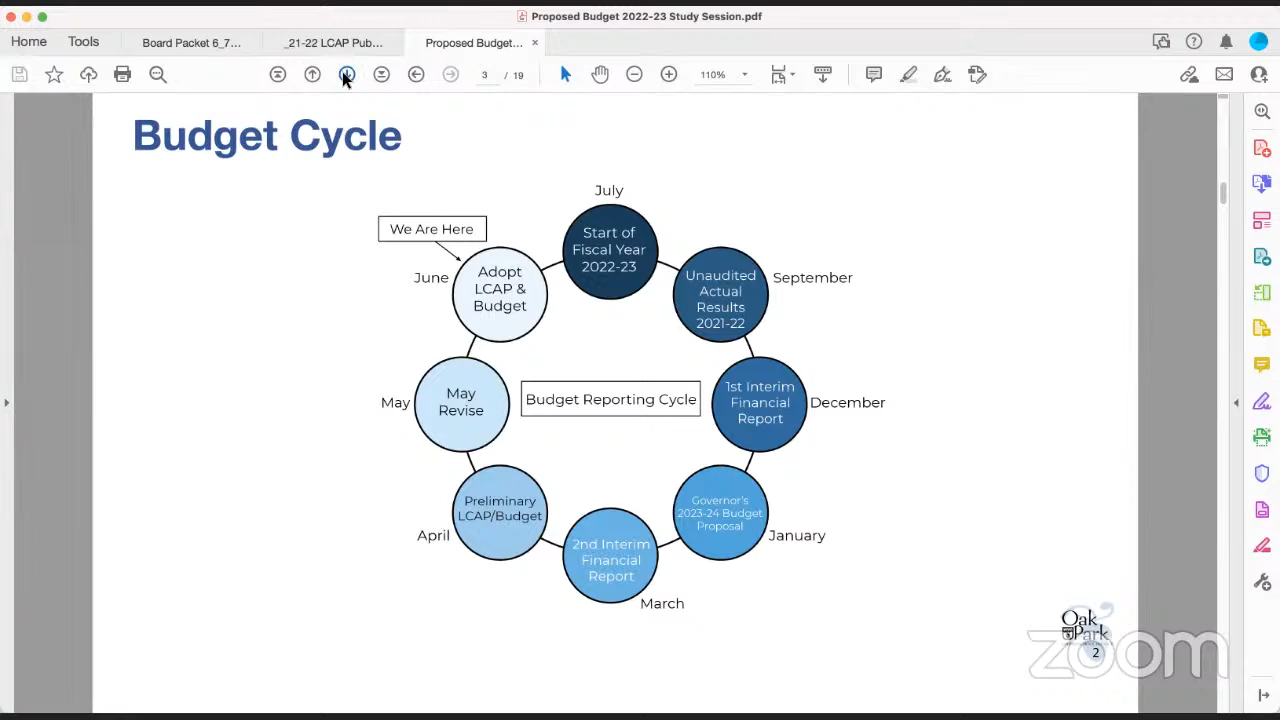 Proposed Budget 2022-23 Study Session.pdf
Home
Tools
Board Packet 6_7...
_21-22 LCAP Pub...
Proposed Budget...
3 / 19
110%
Budget Cycle
July
Start of
Fiscal Year
2022-23
We Are Here
June
Adopt
LCAP &
Budget
Unaudited
Actual
Results
2021-22
September
May
May
Revise
Budget Reporting Cycle
1st Interim
Financial
Report
December
Preliminary
LCAP/Budget
April
2nd Interim
Financial
Report
March
Governor's
2023-24 Budget
Proposal
January
Oak
Park
2
zoom